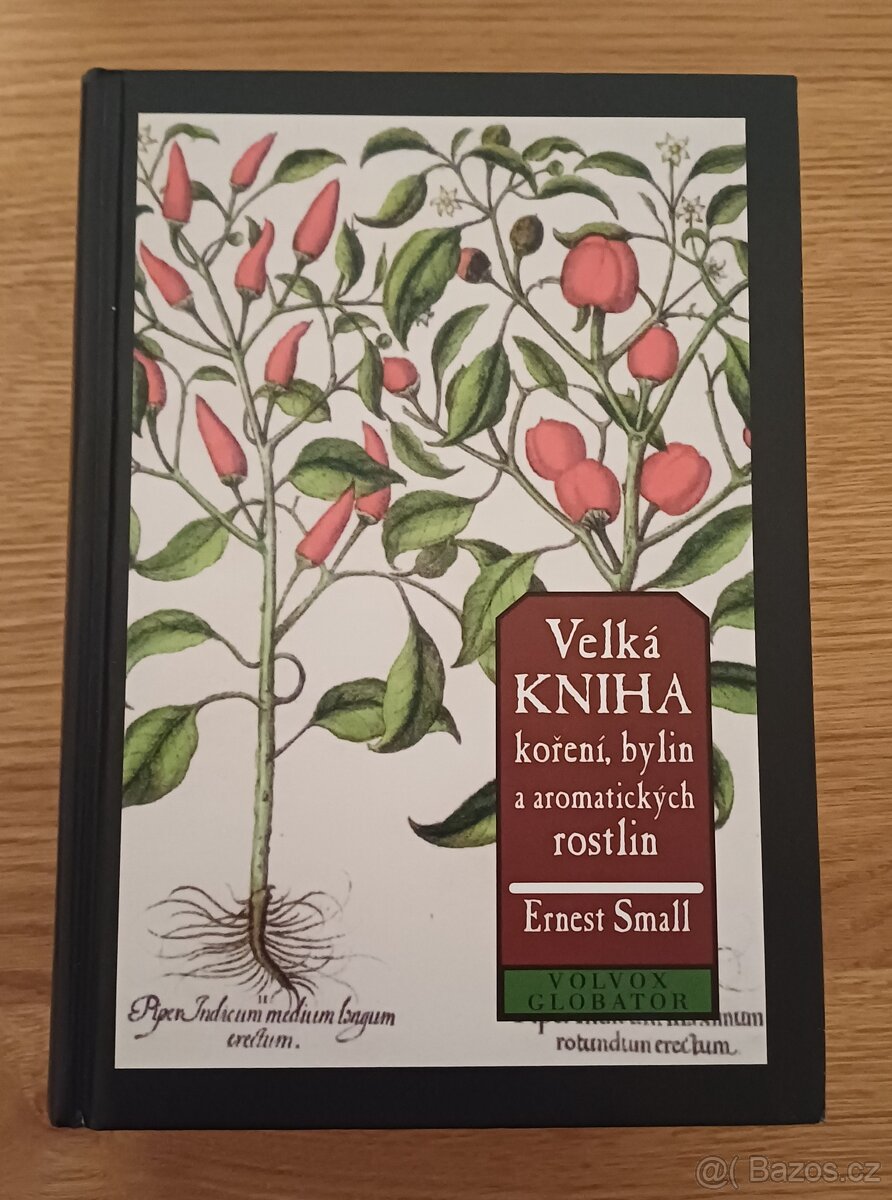 Velká
KNIHA
koření, bylin
a aromatických
rostlin
Ernest Small
VOLVOX
GLOBATOR
II
Piper Indicum medium longum
erectum.
rotundum erectum.
@( Bazos.cz